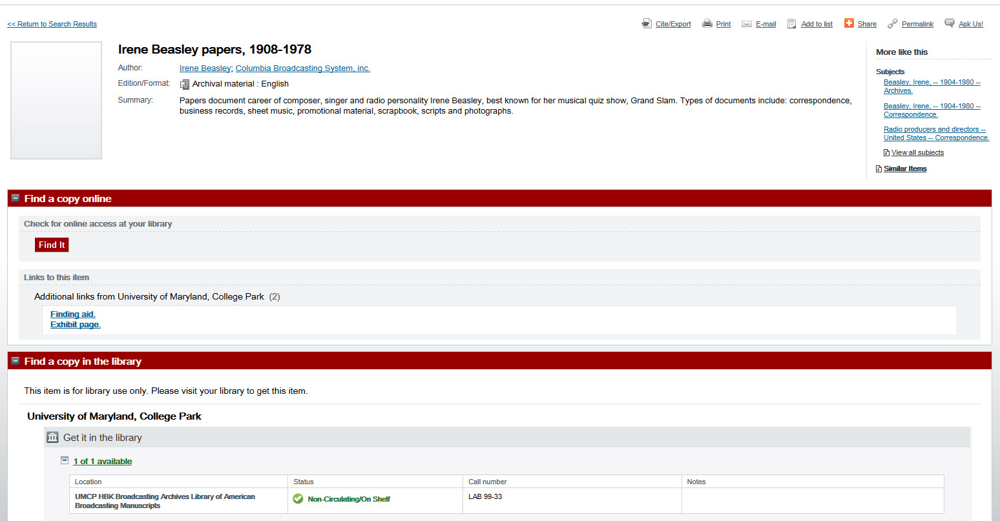 << Return to Search Results
Cite/Export Print E-mail Add to list Share Permalink Ask Us!
Irene Beasley papers, 1908-1978
Author: Irene Beasley; Columbia Broadcasting System, inc.
Edition/Format: Archival material : English
Summary: Papers document career of composer, singer and radio personality Irene Beasley, best known for her musical quiz show, Grand Slam. Types of documents include: correspondence,
business records, sheet music, promotional material, scrapbook, scripts and photographs.
More like this
Subjects
Beasley, Irene, -- 1904-1980 --
Archives.
Beasley, Irene, -- 1904-1980 --
Correspondence.
Radio producers and directors --
United States -- Correspondence.
View all subjects
Similar Items
Find a copy online
Check for online access at your library
Find It
Links to this item
Additional links from University of Maryland, College Park (2)
Finding aid.
Exhibit page.
Find a copy in the library
This item is for library use only. Please visit your library to get this item.
University of Maryland, College Park
Get it in the library
1 of 1 available
Location Status Call number Notes
UMCP HBK Broadcasting Archives Library of American
Broadcasting Manuscripts
Non-Circulating/On Shelf
LAB 99-33